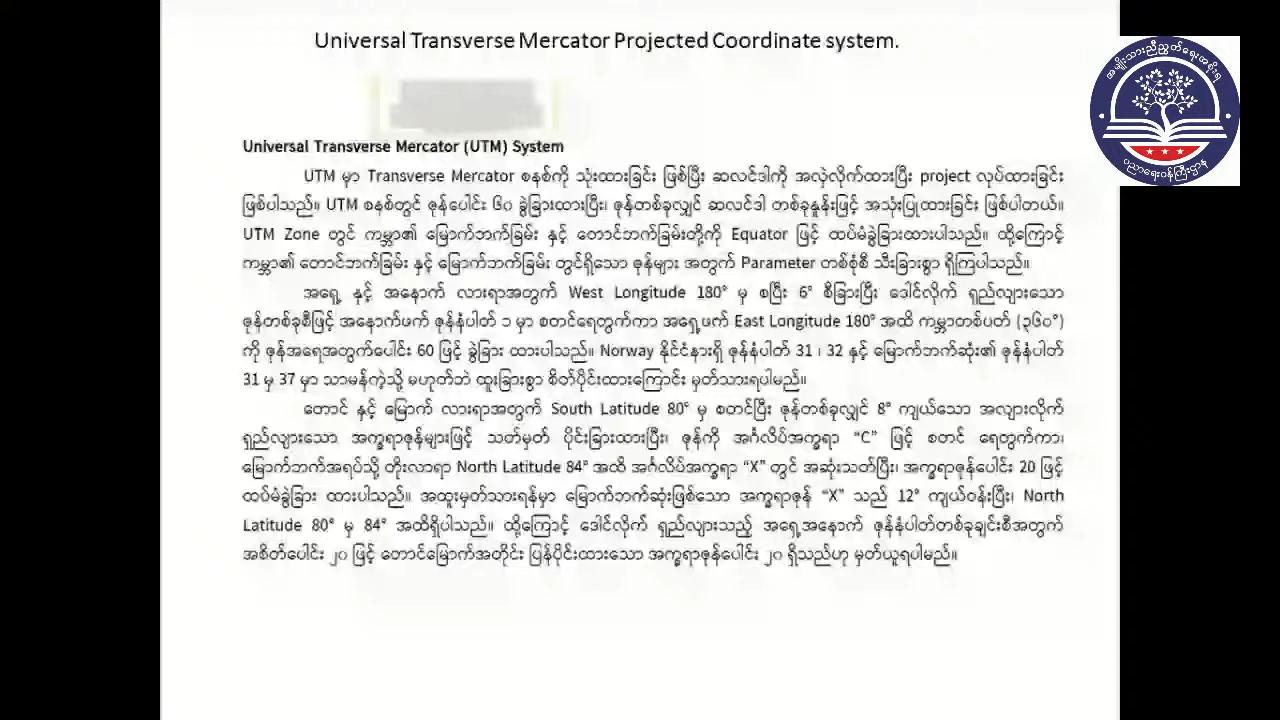 Universal Transverse Mercator Projected Coordinate system.
အမျိုးသားညီညွတ်ရေးအစိုးရ
ပညာရေးဝန်ကြီးဌာန
Universal Transverse Mercator (UTM) System
UTM မှာ Transverse Mercator စနစ်ကို သုံးထားခြင်း ဖြစ်ပြီး ဆလင်ဒါကို အလှဲလိုက်ထားပြီး project လုပ်ထားခြင်း
ဖြစ်ပါသည်။ UTM စနစ်တွင် ဇုန်ပေါင်း ၆၀ ခွဲခြားထားပြီး၊ ဇုန်တစ်ခုလျှင် ဆလင်ဒါ တစ်ခုနှုန်းဖြင့် အသုံးပြုထားခြင်း ဖြစ်ပါတယ်။
UTM Zone တွင် ကမ္ဘာ၏ မြောက်ဘက်ခြမ်း နှင့် တောင်ဘက်ခြမ်းတို့ကို Equator ဖြင့် ထပ်မံခွဲခြားထားပါသည်။ ထို့ကြောင့်
ကမ္ဘာ၏ တောင်ဘက်ခြမ်း နှင့် မြောက်ဘက်ခြမ်း တွင်ရှိသော ဇုန်များ အတွက် Parameter တစ်စုံစီ သီးခြားစွာ ရှိကြပါသည်။
အရှေ့ နှင့် အနောက် လားရာအတွက် West Longitude 180° မှ စပြီး 6° စီခြားပြီး ဒေါင်လိုက် ရှည်လျားသော
ဇုန်တစ်ခုစီဖြင့် အနောက်ဖက် ဇုန်နံပါတ် ၁ မှာ စတင်ရေတွက်ကာ အရှေ့ဖက် East Longitude 180° အထိ ကမ္ဘာတစ်ပတ် (၃၆၀°)
ကို ဇုန်အရေအတွက်ပေါင်း 60 ဖြင့် ခွဲခြား ထားပါသည်။ Norway နိုင်ငံနားရှိ ဇုန်နံပါတ် 31 ၊ 32 နှင့် မြောက်ဘက်ဆုံး၏ ဇုန်နံပါတ်
31 မှ 37 မှာ သာမန်ကဲ့သို့ မဟုတ်ဘဲ ထူးခြားစွာ စိတ်ပိုင်းထားကြောင်း မှတ်သားရပါမည်။
တောင် နှင့် မြောက် လားရာအတွက် South Latitude 80° မှ စတင်ပြီး ဇုန်တစ်ခုလျှင် 8° ကျယ်သော အလျားလိုက်
ရှည်လျားသော အက္ခရာဇုန်များဖြင့် သတ်မှတ် ပိုင်းခြားထားပြီး၊ ဇုန်ကို အင်္ဂလိပ်အက္ခရာ “C” ဖြင့် စတင် ရေတွက်ကာ၊
မြောက်ဘက်အရပ်သို့ တိုးလာရာ North Latitude 84° အထိ အင်္ဂလိပ်အက္ခရာ “X” တွင် အဆုံးသတ်ပြီး၊ အက္ခရာဇုန်ပေါင်း 20 ဖြင့်
ထပ်မံခွဲခြား ထားပါသည်။ အထူးမှတ်သားရန်မှာ မြောက်ဘက်ဆုံးဖြစ်သော အက္ခရာဇုန် “X” သည် 12° ကျယ်ဝန်းပြီး၊ North
Latitude 80° မှ 84° အထိရှိပါသည်။ ထို့ကြောင့် ဒေါင်လိုက် ရှည်လျားသည့် အရှေ့အနောက် ဇုန်နံပါတ်တစ်ခုချင်းစီအတွက်
အစိတ်ပေါင်း ၂၀ ဖြင့် တောင်မြောက်အတိုင်း ပြန်ပိုင်းထားသော အက္ခရာဇုန်ပေါင်း ၂၀ ရှိသည်ဟု မှတ်ယူရပါမည်။